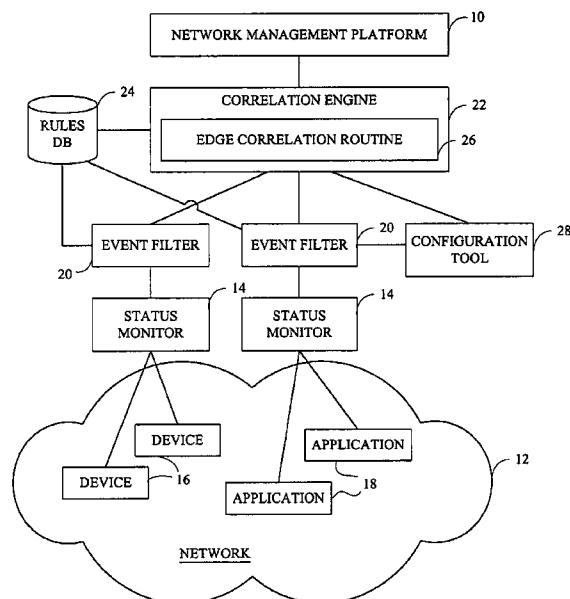 10
NETWORK MANAGEMENT PLATFORM
24
CORRELATION ENGINE
22
RULES
DB
EDGE CORRELATION ROUTINE
26
20
EVENT FILTER
20
EVENT FILTER
CONFIGURATION
TOOL
28
14
STATUS
MONITOR
14
STATUS
MONITOR
DEVICE
APPLICATION
12
DEVICE
16
APPLICATION
18
NETWORK